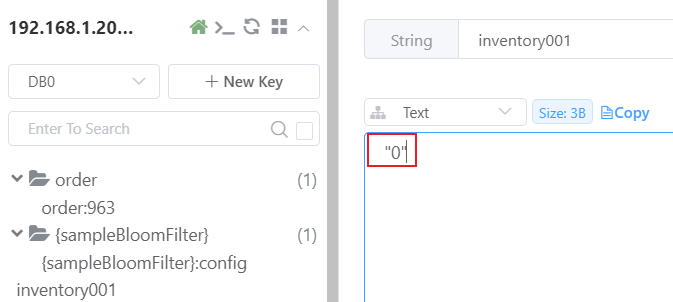 192.168.1.20...
DB0
+ New Key
Enter To Search
order (1)
order:963
{sampleBloomFilter} (1)
{sampleBloomFilter}:config
inventory001
String inventory001
Text Size: 3B Copy
"0"